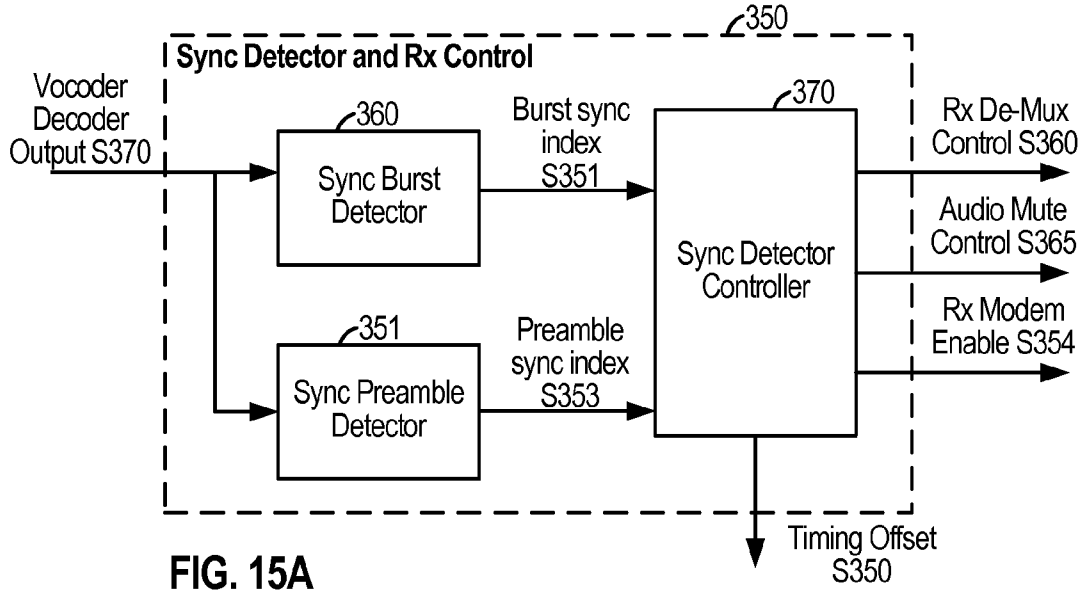 350
Sync Detector and Rx Control
Vocoder
Decoder
Output S370
360
Sync Burst
Detector
Burst sync
index
S351
370
Sync Detector
Controller
Rx De-Mux
Control S360
Audio Mute
Control S365
Rx Modem
Enable S354
351
Sync Preamble
Detector
Preamble
sync index
S353
Timing Offset
S350
FIG. 15A